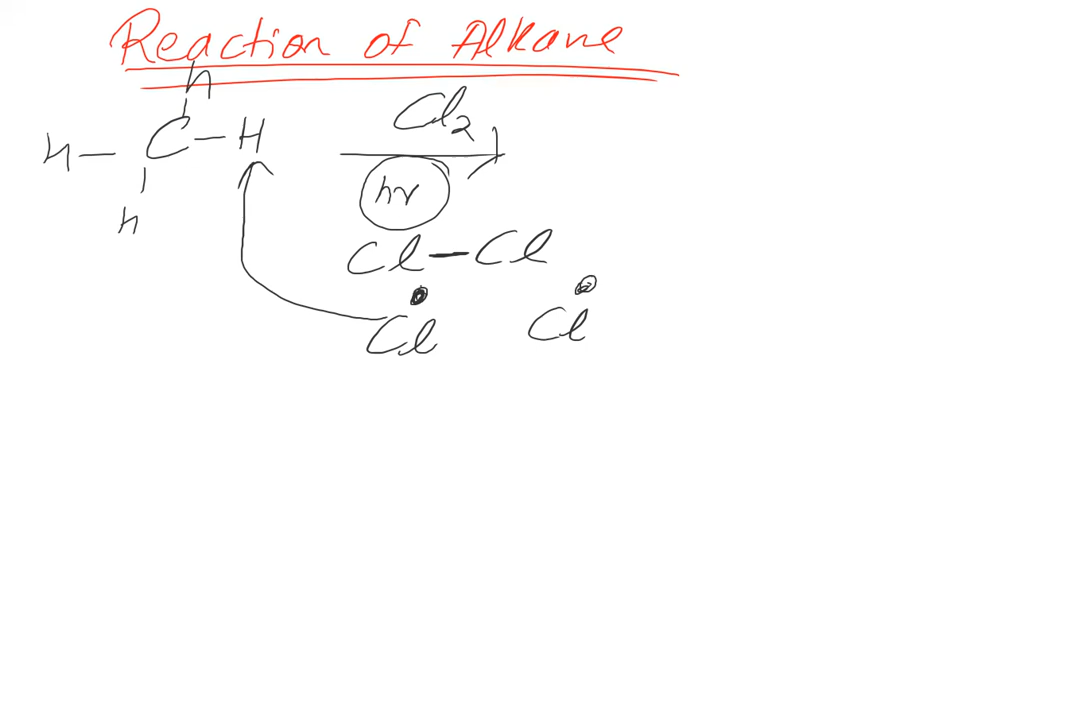 Reaction of Alkane
h
H – C – H
h
Cl2
hν
Cl – Cl
Cl Cl